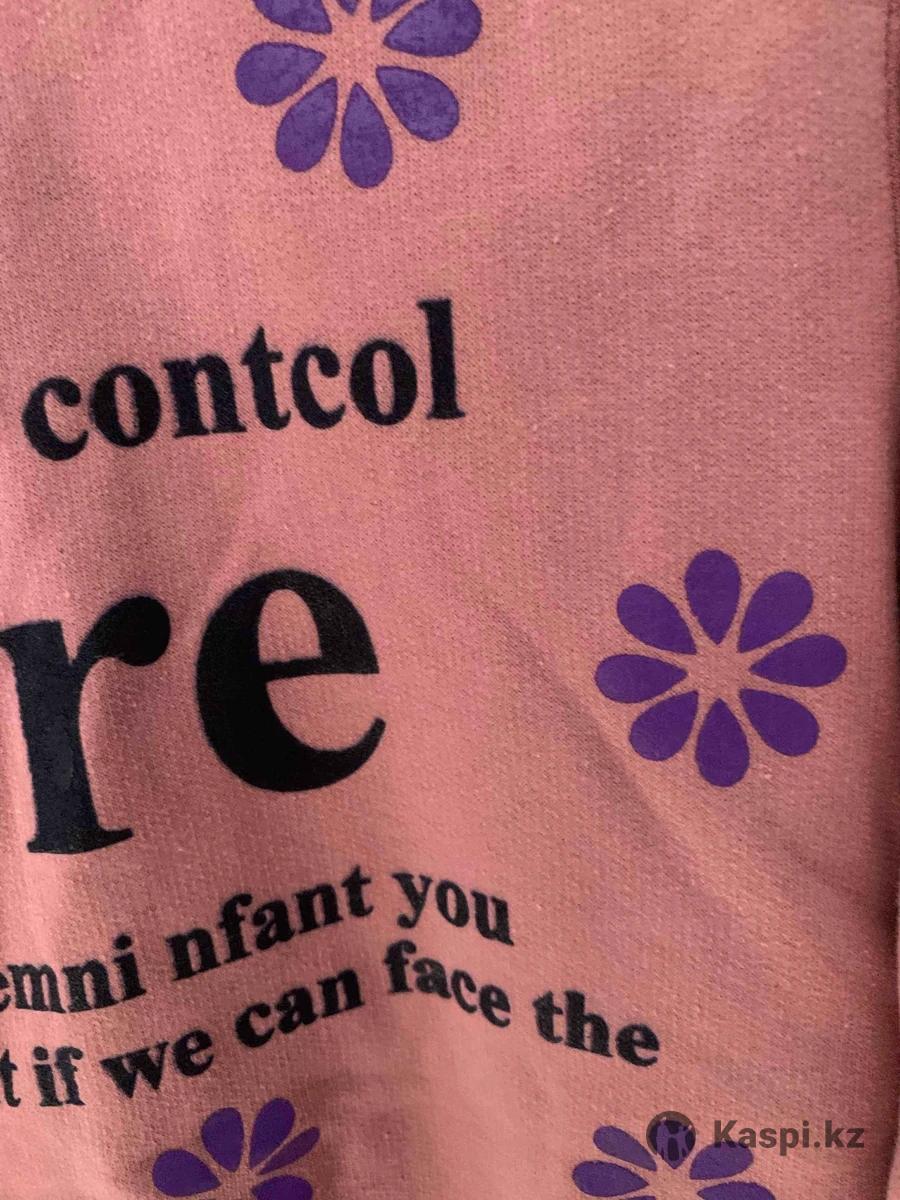 contcol
re
emni nfant you
t if we can face the
Kaspi.kz